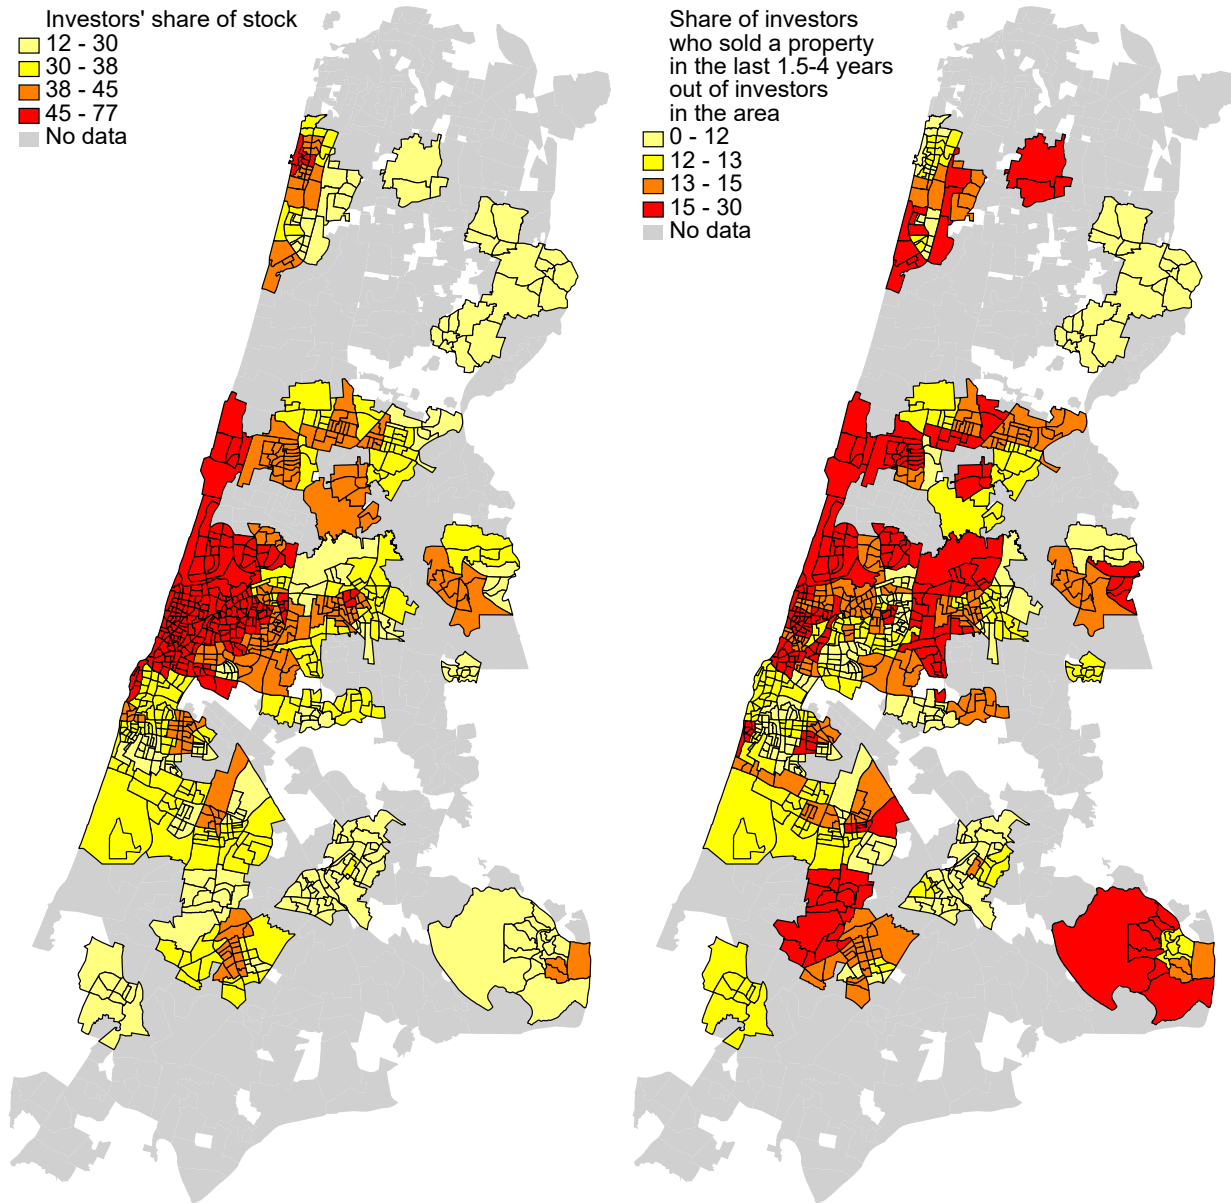 Investors' share of stock
12 - 30
30 - 38
38 - 45
45 - 77
No data
Share of investors
who sold a property
in the last 1.5-4 years
out of investors
in the area
0 - 12
12 - 13
13 - 15
15 - 30
No data